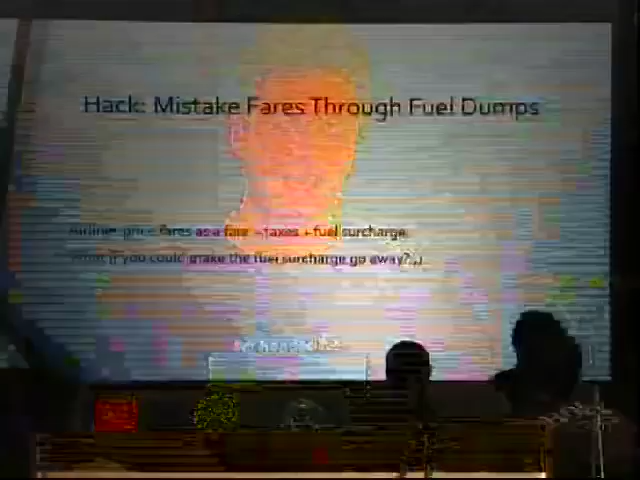 Hack: Mistake Fares Through Fuel Dumps
Airlines price fares as a fare + taxes + fuel surcharge.
What if you could make the fuel surcharge go away? ;)